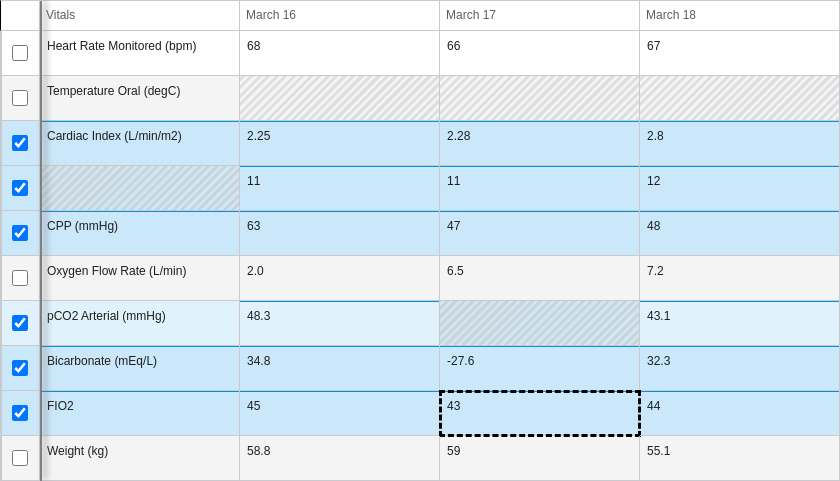 Vitals March 16 March 17 March 18
Heart Rate Monitored (bpm) 68 66 67
Temperature Oral (degC)
Cardiac Index (L/min/m2) 2.25 2.28 2.8
11 11 12
CPP (mmHg) 63 47 48
Oxygen Flow Rate (L/min) 2.0 6.5 7.2
pCO2 Arterial (mmHg) 48.3 43.1
Bicarbonate (mEq/L) 34.8 -27.6 32.3
FIO2 45 43 44
Weight (kg) 58.8 59 55.1